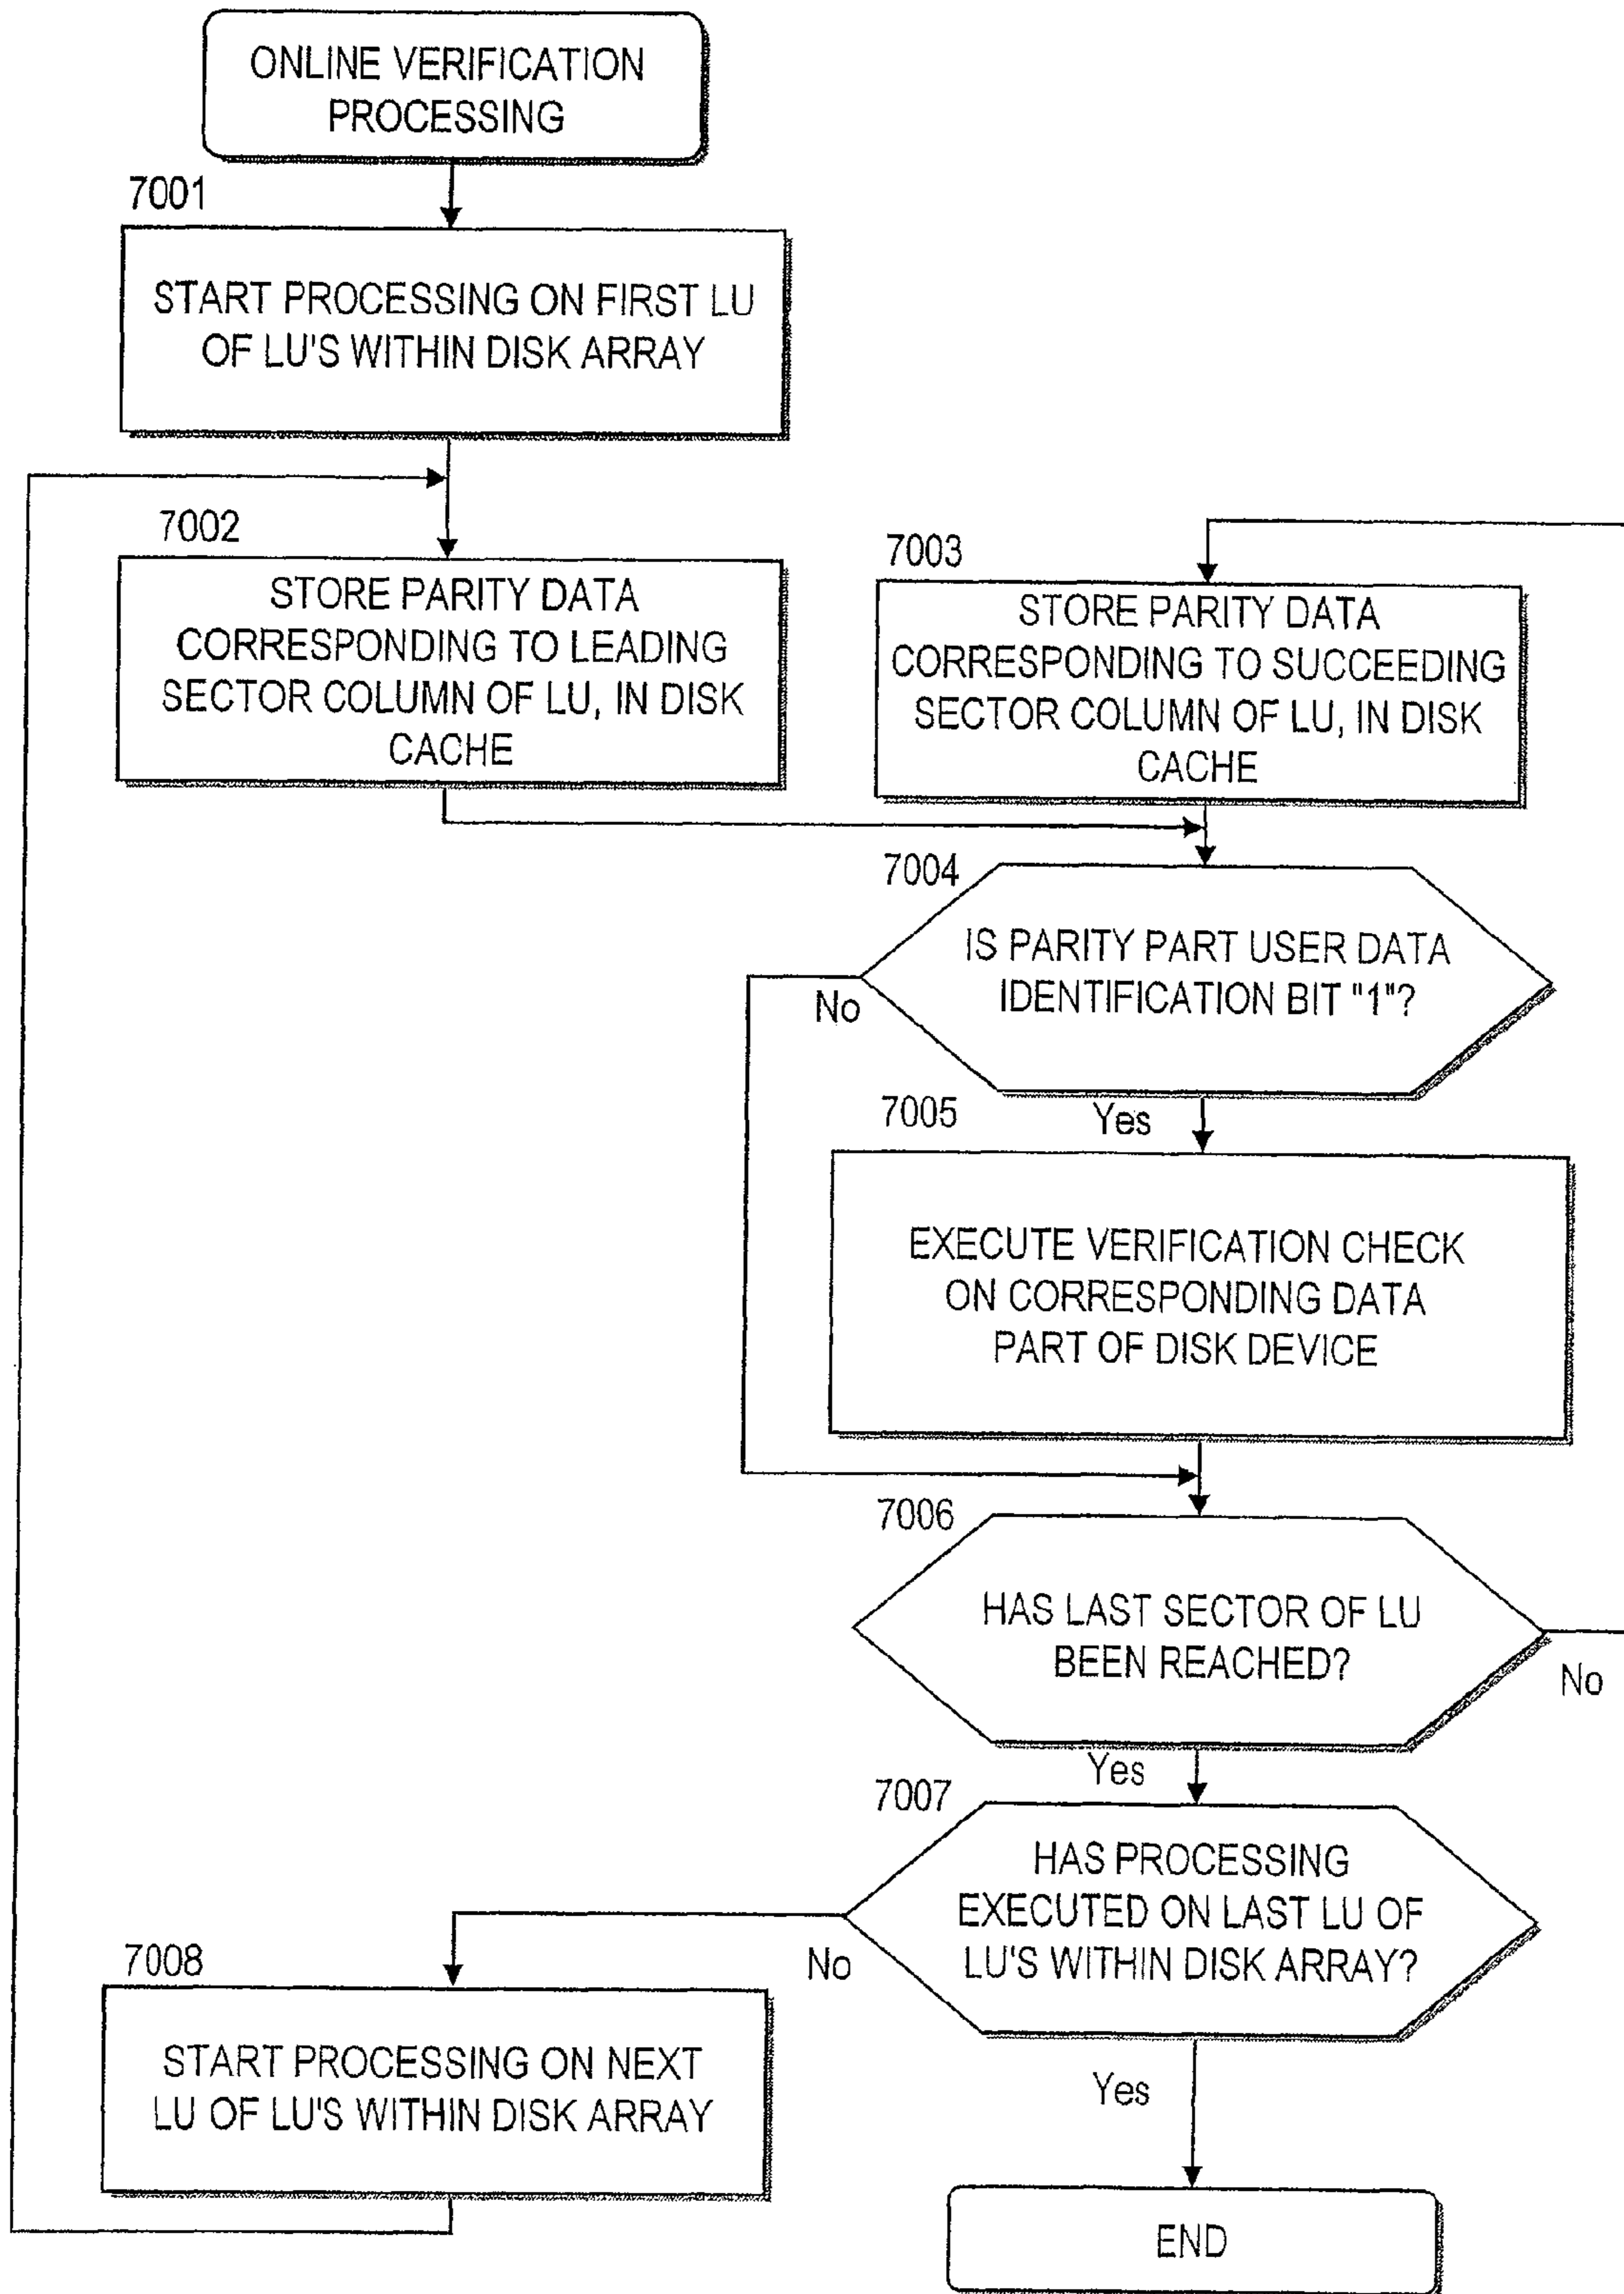 ONLINE VERIFICATION
PROCESSING
7001
START PROCESSING ON FIRST LU
OF LU'S WITHIN DISK ARRAY
7002
STORE PARITY DATA
CORRESPONDING TO LEADING
SECTOR COLUMN OF LU, IN DISK
CACHE
7003
STORE PARITY DATA
CORRESPONDING TO SUCCEEDING
SECTOR COLUMN OF LU, IN DISK
CACHE
7004
IS PARITY PART USER DATA
IDENTIFICATION BIT "1"?
No
Yes
7005
EXECUTE VERIFICATION CHECK
ON CORRESPONDING DATA
PART OF DISK DEVICE
7006
HAS LAST SECTOR OF LU
BEEN REACHED?
No
Yes
7007
HAS PROCESSING
EXECUTED ON LAST LU OF
LU'S WITHIN DISK ARRAY?
No
Yes
7008
START PROCESSING ON NEXT
LU OF LU'S WITHIN DISK ARRAY
END